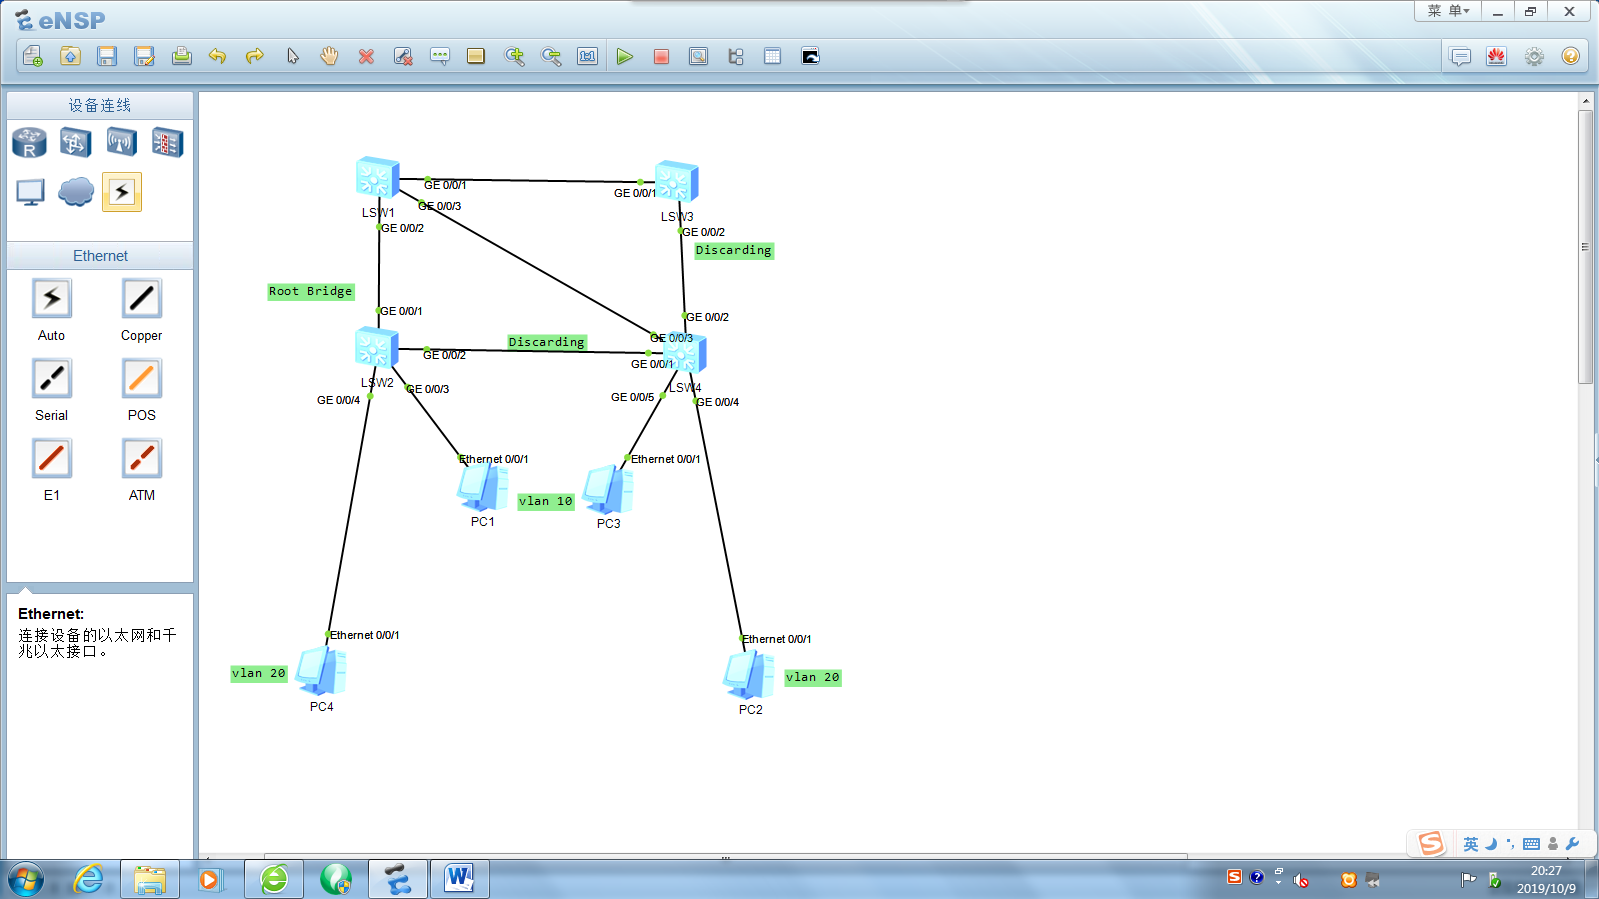 eNSP
菜 单
设备连线
R
Ethernet
Auto
Copper
Serial
POS
E1
ATM
Ethernet:
连接设备的以太网和千
兆以太接口。
GE 0/0/1
GE 0/0/1
LSW1
GE 0/0/3
LSW3
GE 0/0/2
GE 0/0/2
Discarding
Root Bridge
GE 0/0/1
GE 0/0/2
GE 0/0/3
Discarding
GE 0/0/2
GE 0/0/1
LSW2
GE 0/0/3
LSW4
GE 0/0/4
GE 0/0/5
GE 0/0/4
Ethernet 0/0/1
Ethernet 0/0/1
vlan 10
PC1
PC3
Ethernet 0/0/1
Ethernet 0/0/1
vlan 20
vlan 20
PC4
PC2
英
20:27
2019/10/9